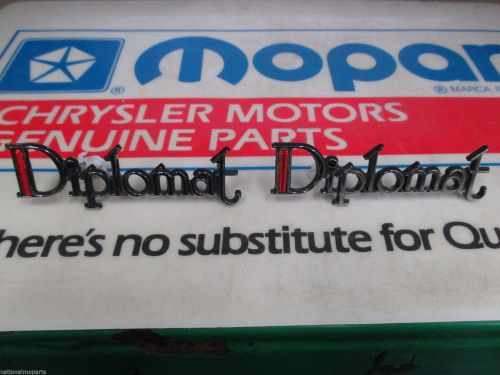 Mopar
® MARCA R
CHRYSLER MOTORS
GENUINE PARTS
Diplomat Diplomat
here's no substitute for Qu
nationalmoparts